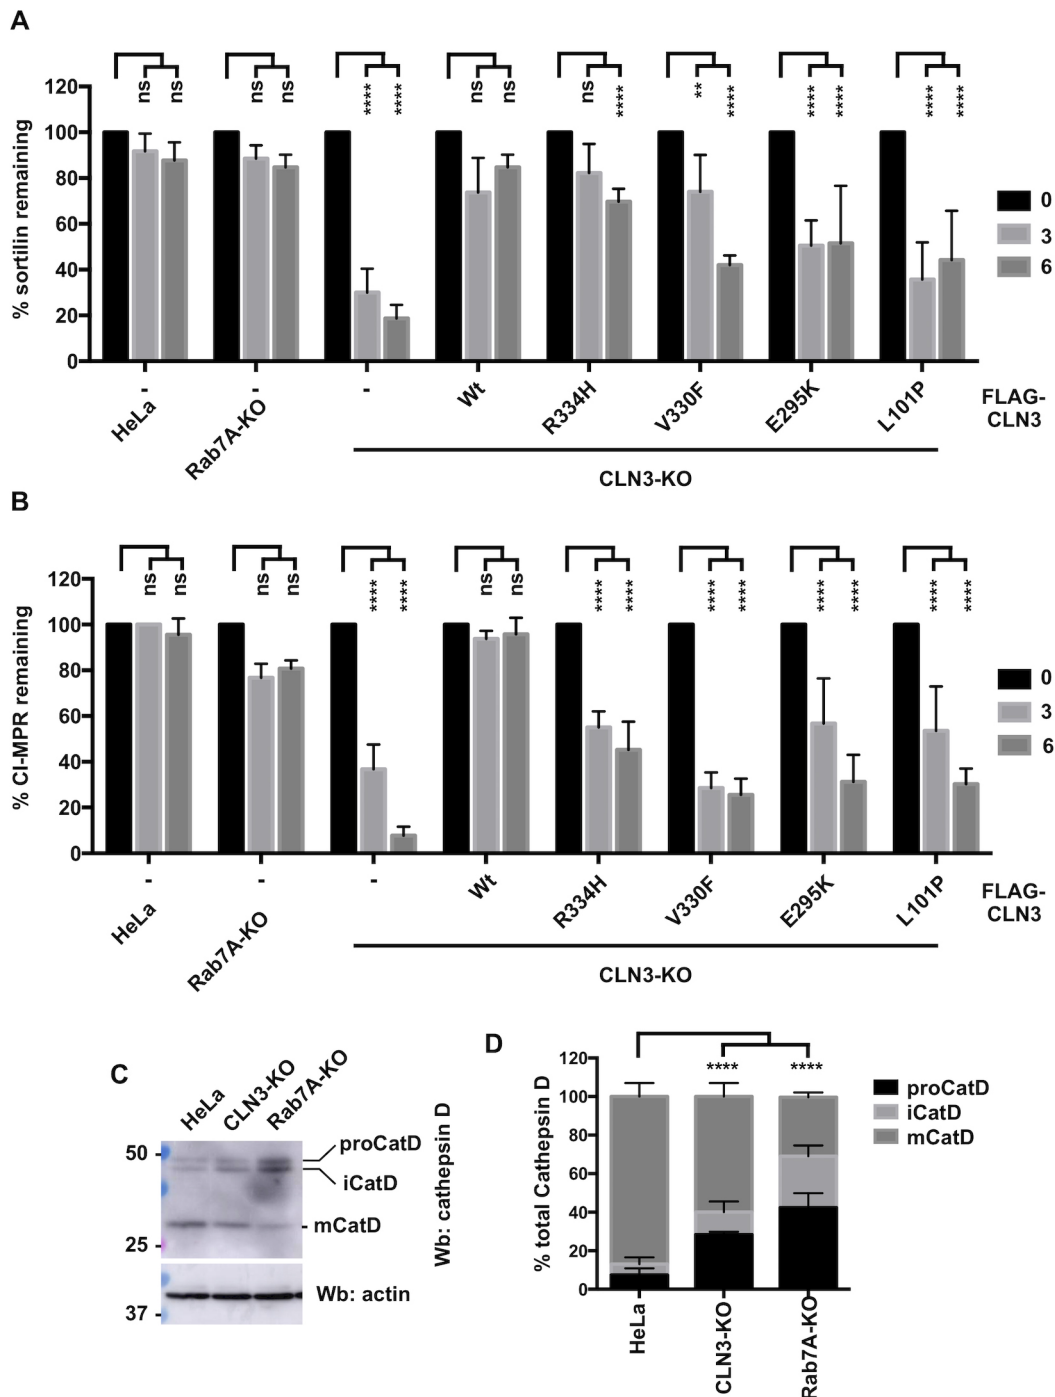 A
ns ns ns ns **** **** ns ns ns **** ** **** **** **** **** ****
120
100
80
60
40
20
0
% sortilin remaining
0
3
6
- - - Wt R334H V330F E295K L101P FLAG-
CLN3
HeLa Rab7A-KO
CLN3-KO
B
ns ns ns ns **** **** ns ns **** **** **** **** **** **** **** ****
120
100
80
60
40
20
0
% CI-MPR remaining
0
3
6
- - - Wt R334H V330F E295K L101P FLAG-
CLN3
HeLa Rab7A-KO
CLN3-KO
C
HeLa CLN3-KO Rab7A-KO
50
25
37
proCatD
iCatD
mCatD
Wb: actin
Wb: cathepsin D
D
**** ****
120
100
80
60
40
20
0
% total Cathepsin D
proCatD
iCatD
mCatD
HeLa CLN3-KO Rab7A-KO